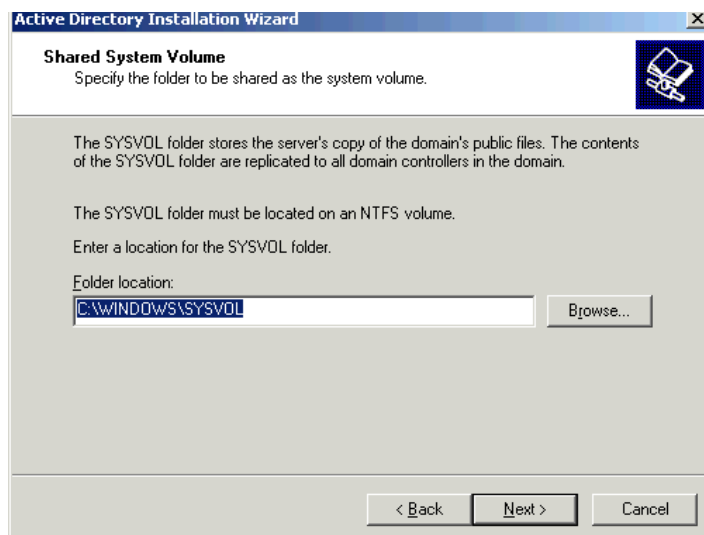 Active Directory Installation Wizard
Shared System Volume
Specify the folder to be shared as the system volume.
The SYSVOL folder stores the server's copy of the domain's public files. The contents
of the SYSVOL folder are replicated to all domain controllers in the domain.
The SYSVOL folder must be located on an NTFS volume.
Enter a location for the SYSVOL folder.
Folder location:
C:\WINDOWS\SYSVOL
Browse...
< Back
Next >
Cancel